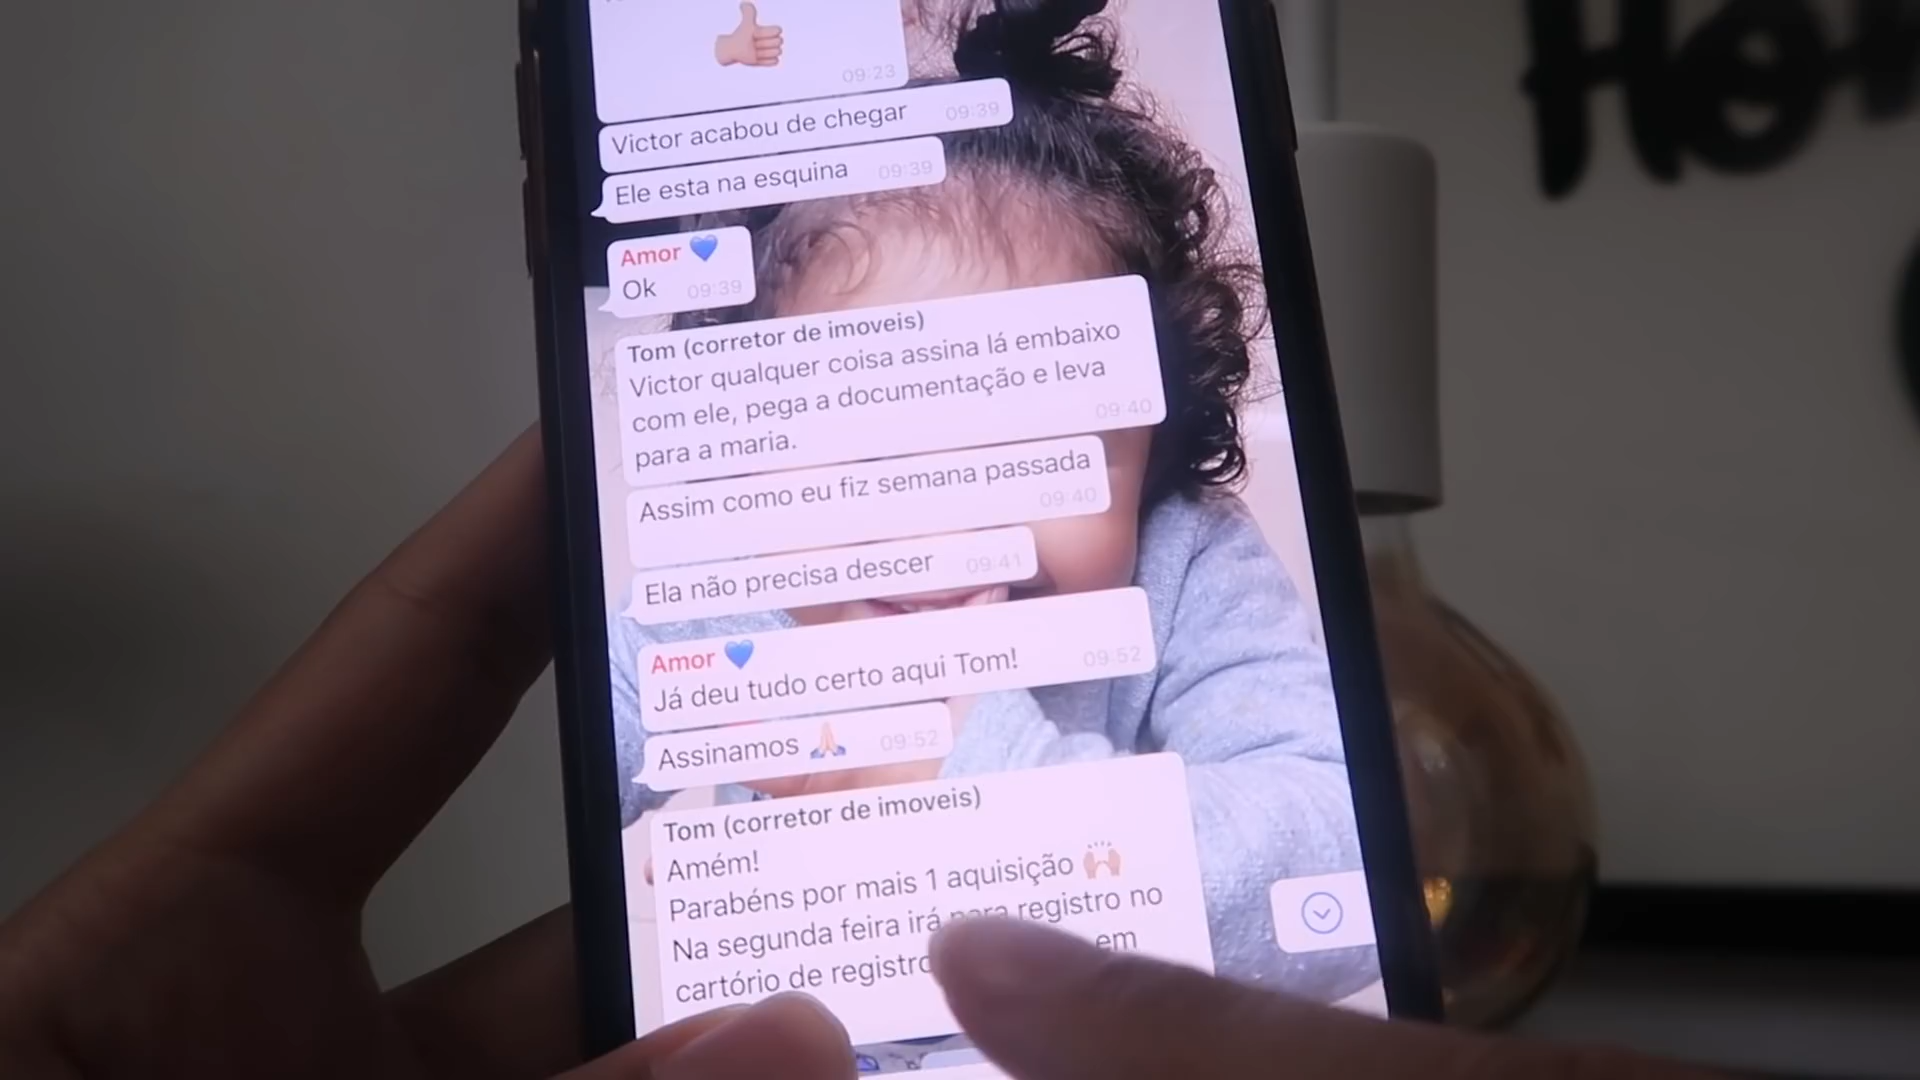 09:23
Victor acabou de chegar 09:39
Ele esta na esquina 09:39
Amor 💙
Ok 09:39
Tom (corretor de imoveis)
Victor qualquer coisa assina lá embaixo
com ele, pega a documentação e leva
para a maria. 09:40
Assim como eu fiz semana passada
09:40
Ela não precisa descer 09:41
Amor 💙
Já deu tudo certo aqui Tom! 09:52
Assinamos 🙏🏼 09:52
Tom (corretor de imoveis)
Amém!
Parabéns por mais 1 aquisição 🙌🏼
Na segunda feira irá para registro no
cartório de registro em